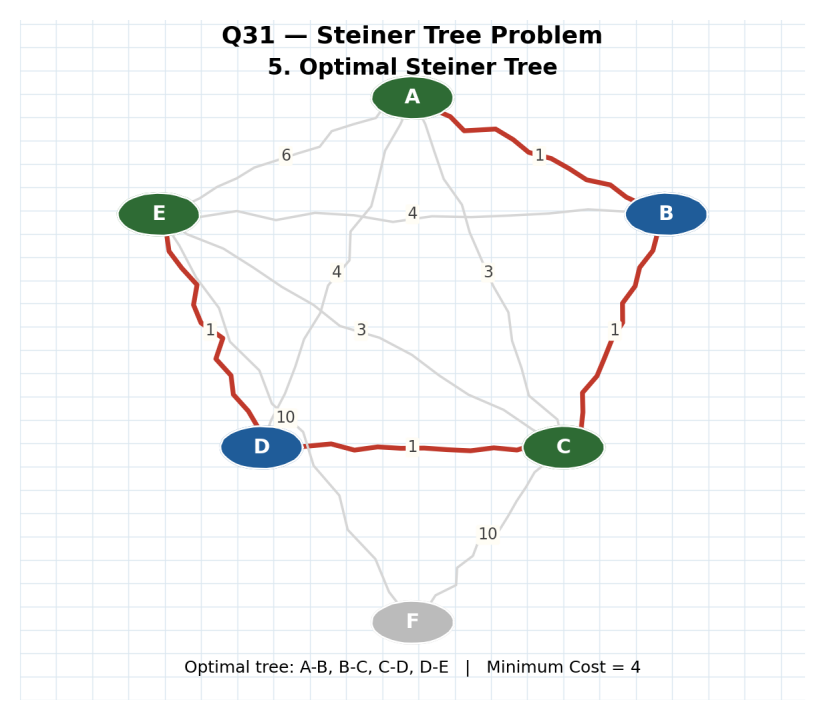 Q31 — Steiner Tree Problem
5. Optimal Steiner Tree
A
6
1
E
4
B
4
3
1
3
1
10
D
1
C
10
F
Optimal tree: A-B, B-C, C-D, D-E | Minimum Cost = 4